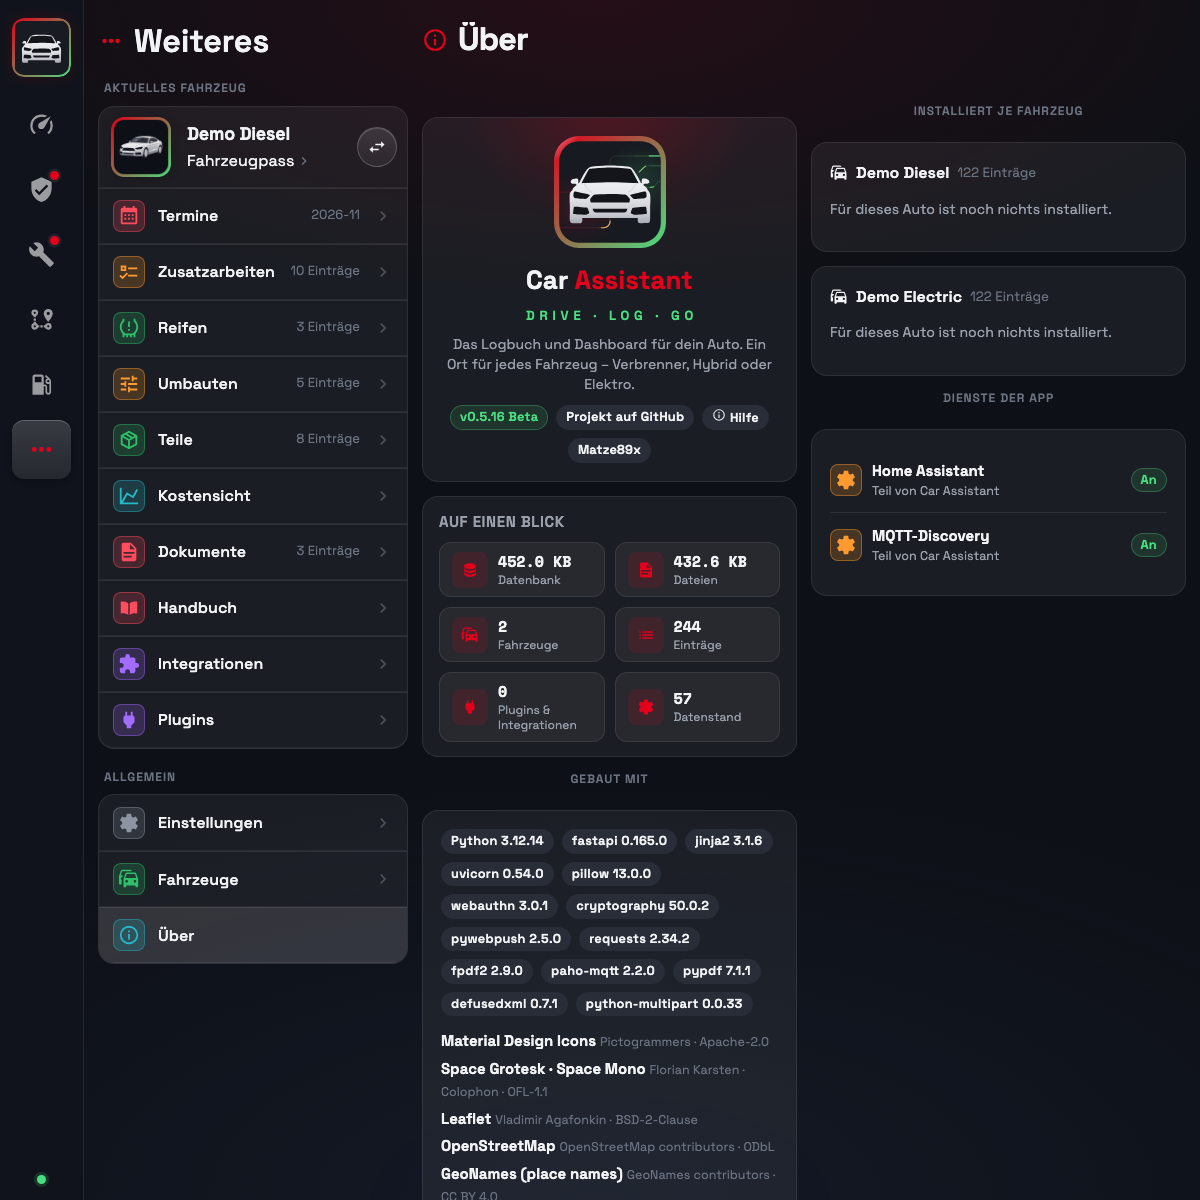 Weiteres
AKTUELLES FAHRZEUG
Demo Diesel
Fahrzeugpass
Termine 2026-11
Zusatzarbeiten 10 Einträge
Reifen 3 Einträge
Umbauten 5 Einträge
Teile 8 Einträge
Kostensicht
Dokumente 3 Einträge
Handbuch
Integrationen
Plugins
ALLGEMEIN
Einstellungen
Fahrzeuge
Über
Über
Car Assistant
DRIVE · LOG · GO
Das Logbuch und Dashboard für dein Auto. Ein
Ort für jedes Fahrzeug – Verbrenner, Hybrid oder
Elektro.
v0.5.16 Beta Projekt auf GitHub Hilfe
Matze89x
AUF EINEN BLICK
452.0 KB
Datenbank
432.6 KB
Dateien
2
Fahrzeuge
244
Einträge
0
Plugins &
Integrationen
57
Datenstand
GEBAUT MIT
Python 3.12.14 fastapi 0.165.0 jinja2 3.1.6
uvicorn 0.54.0 pillow 13.0.0
webauthn 3.0.1 cryptography 50.0.2
pywebpush 2.5.0 requests 2.34.2
fpdf2 2.9.0 paho-mqtt 2.2.0 pypdf 7.1.1
defusedxml 0.7.1 python-multipart 0.0.33
Material Design Icons Pictogrammers · Apache-2.0
Space Grotesk · Space Mono Florian Karsten ·
Colophon · OFL-1.1
Leaflet Vladimir Agafonkin · BSD-2-Clause
OpenStreetMap OpenStreetMap contributors · ODbL
GeoNames (place names) GeoNames contributors ·
CC BY 4.0
INSTALLIERT JE FAHRZEUG
Demo Diesel 122 Einträge
Für dieses Auto ist noch nichts installiert.
Demo Electric 122 Einträge
Für dieses Auto ist noch nichts installiert.
DIENSTE DER APP
Home Assistant
Teil von Car Assistant
An
MQTT-Discovery
Teil von Car Assistant
An